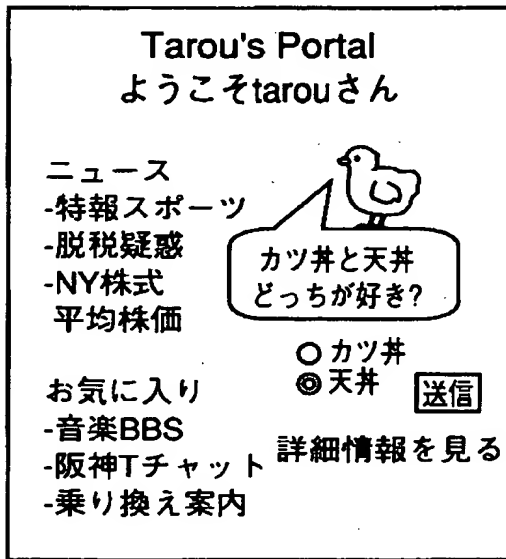 Tarou's Portal
ようこそtarouさん
ニュース
-特報スポーツ
-脱税疑惑
-NY株式
平均株価
カツ丼と天丼
どっちが好き?
カツ丼
天丼
送信
詳細情報を見る
お気に入り
-音楽BBS
-阪神Tチャット
-乗り換え案内